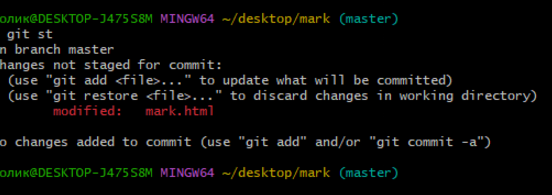 олик@DESKTOP-J475S8M MINGW64 ~/desktop/mark (master)
git st
n branch master
hanges not staged for commit:
(use "git add <file>..." to update what will be committed)
(use "git restore <file>..." to discard changes in working directory)
modified: mark.html
o changes added to commit (use "git add" and/or "git commit -a")
олик@DESKTOP-J475S8M MINGW64 ~/desktop/mark (master)